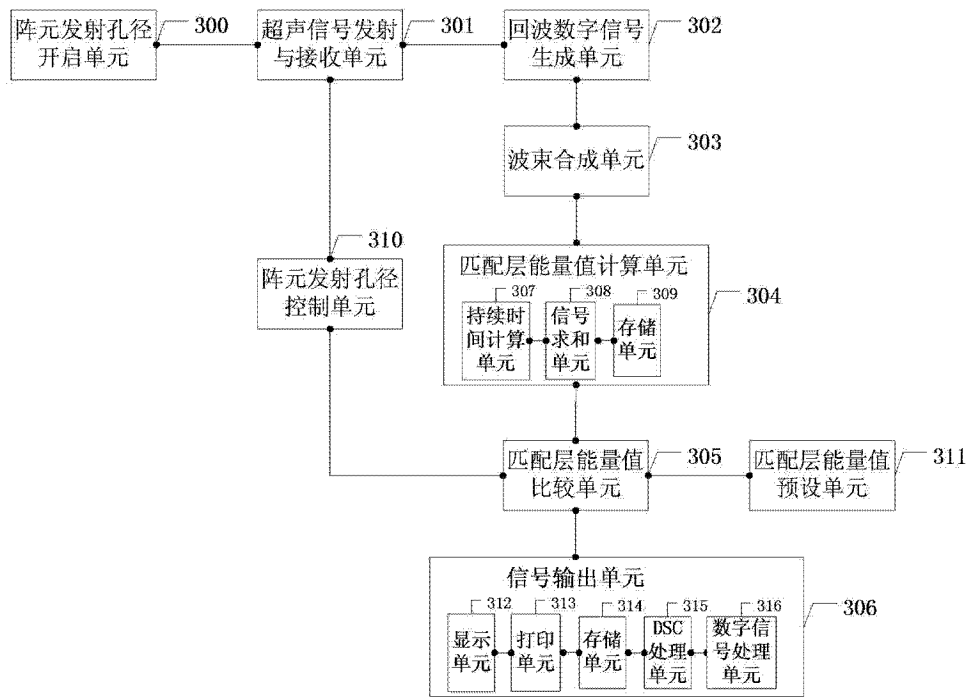 阵元发射孔径
开启单元
300
超声信号发射
与接收单元
301
回波数字信号
生成单元
302
波束合成单元
303
阵元发射孔径
控制单元
310
匹配层能量值计算单元
304
307
持续时
间计算
单元
308
信号
求和
单元
309
存储
单元
匹配层能量值
比较单元
305
匹配层能量值
预设单元
311
信号输出单元
306
312
显示
单元
313
打印
单元
314
存储
单元
315
DSC
处理
单元
316
数字信
号处理
单元